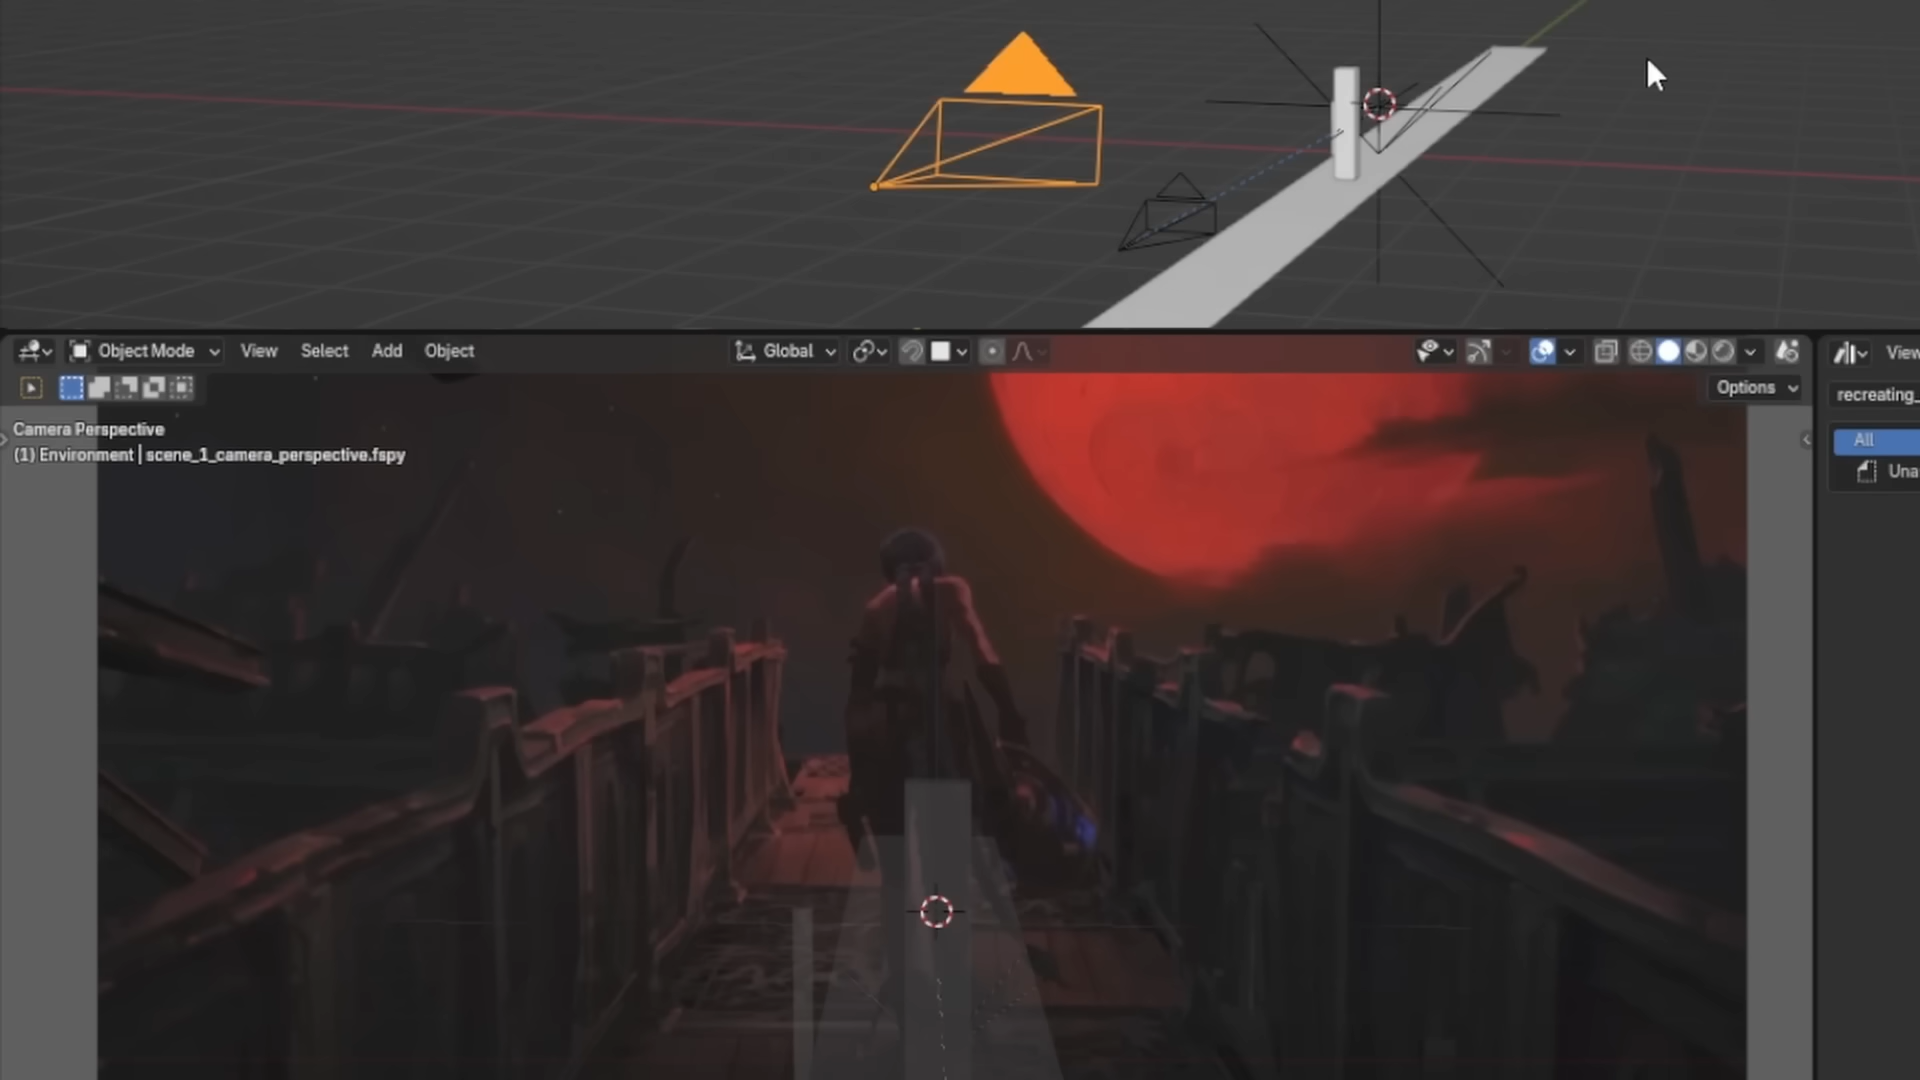 Object Mode View Select Add Object Global
View
Options
recreating_
Camera Perspective
(1) Environment | scene_1_camera_perspective.fspy
All
Una